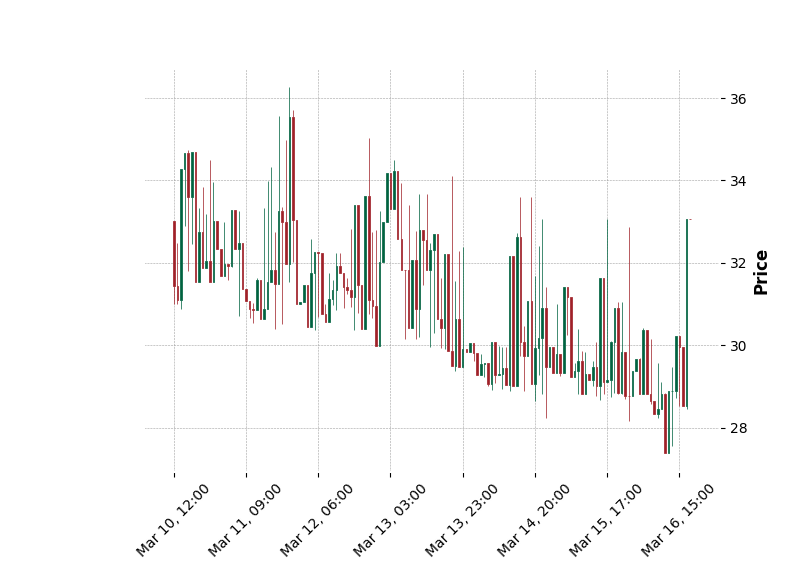 36
34
32
30
28
Price
Mar 10, 12:00
Mar 11, 09:00
Mar 12, 06:00
Mar 13, 03:00
Mar 13, 23:00
Mar 14, 20:00
Mar 15, 17:00
Mar 16, 15:00